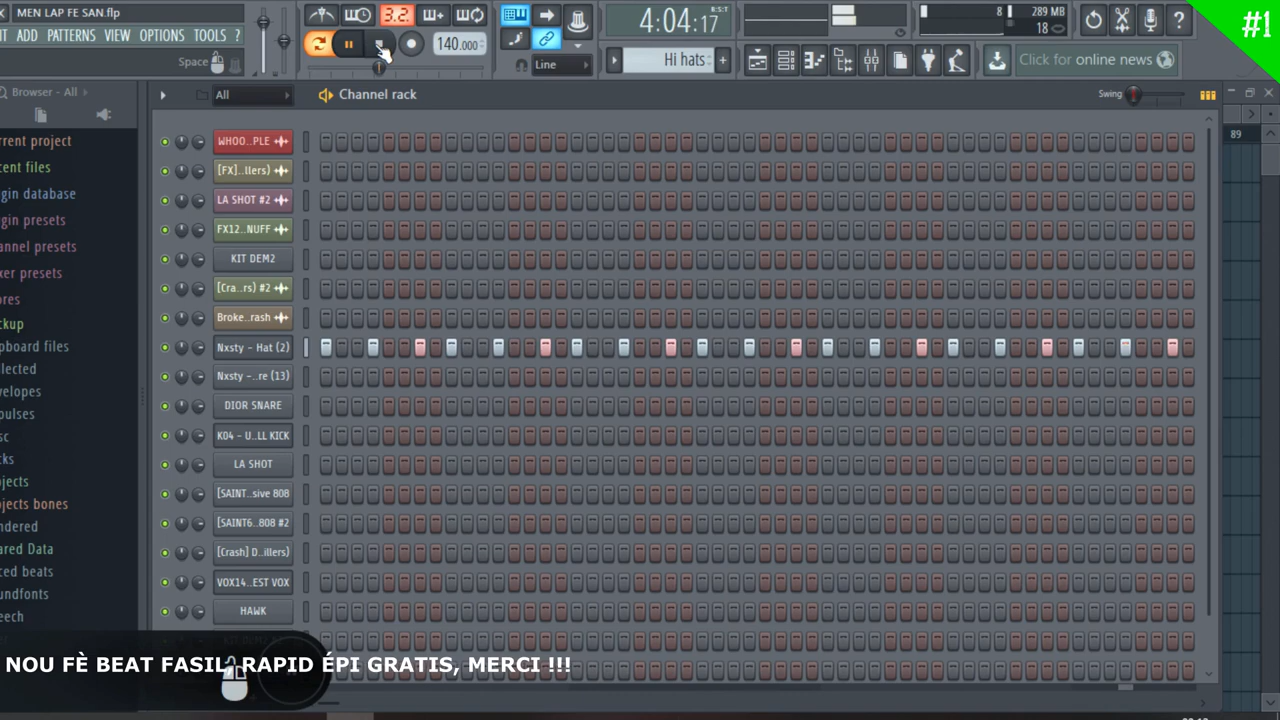 MEN LAP FE SAN.flp
#1
IT ADD PATTERNS VIEW OPTIONS TOOLS ?
Space
3.2.
140.000
Line
4:04:17
B:S:T
Hi hats
8
289 MB
18
Click for online news
Browser - All
All
Channel rack
Swing
89
rrent project
cent files
gin database
gin presets
annel presets
xer presets
ores
ckup
pboard files
llected
velopes
pulses
sc
cks
ojects
ojects bones
ndered
ared Data
ced beats
undfonts
eech
WHOO..PLE
[FX]..llers)
LA SHOT #2
FX12..NUFF
KIT DEM2
[Cra..rs) #2
Broke..rash
Nxsty - Hat (2)
Nxsty -..re (13)
DIOR SNARE
K04 - U..LL KICK
LA SHOT
[SAINT..sive 808
[SAINT6..808 #2
[Crash] D..illers)
VOX14..EST VOX
HAWK
NOU FÈ BEAT FASIL, RAPID ÉPI GRATIS, MERCI !!!